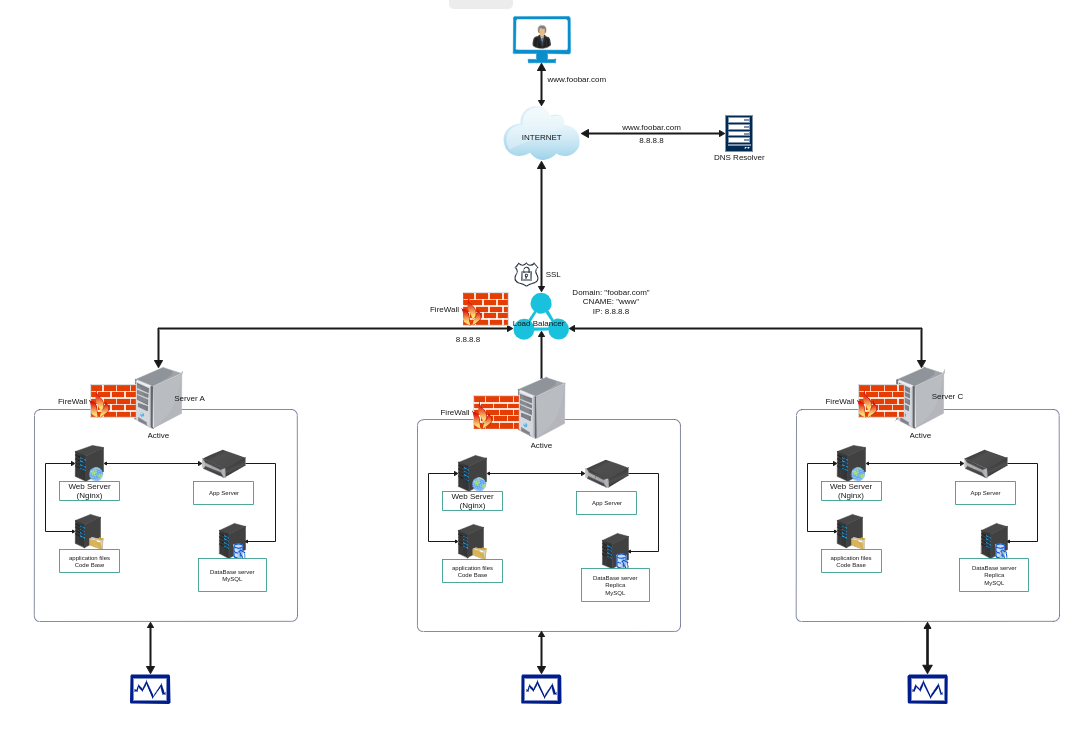 www.foobar.com
INTERNET
www.foobar.com
8.8.8.8
DNS Resolver
SSL
Domain: "foobar.com"
CNAME: "www"
IP: 8.8.8.8
FireWall
Load Balancer
8.8.8.8
FireWall
Server A
Active
Web Server
(Nginx)
App Server
application files
Code Base
DataBase server
MySQL
FireWall
Active
Web Server
(Nginx)
App Server
application files
Code Base
DataBase server
Replica
MySQL
FireWall
Server C
Active
Web Server
(Nginx)
App Server
application files
Code Base
DataBase server
Replica
MySQL